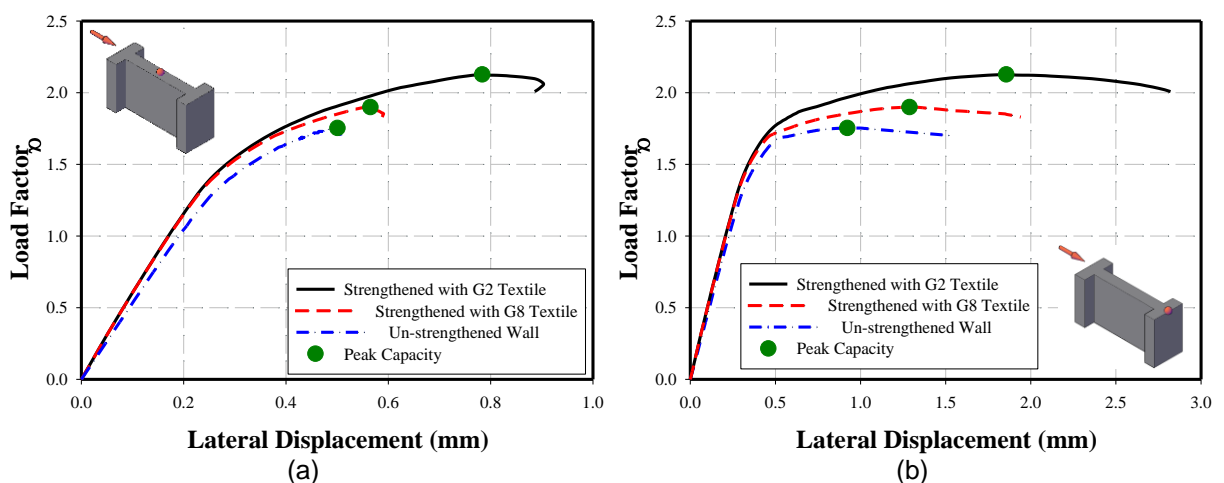 2.5
2.0
1.5
1.0
0.5
0.0
Load Factor α
Strengthened with G2 Textile
Strengthened with G8 Textile
Un-strengthened Wall
Peak Capacity
0.0 0.2 0.4 0.6 0.8 1.0
Lateral Displacement (mm)
(a)
2.5
2.0
1.5
1.0
0.5
0.0
Load Factor α
Strengthened with G2 Textile
Strengthened with G8 Textile
Un-strengthened Wall
Peak Capacity
0.0 0.5 1.0 1.5 2.0 2.5 3.0
Lateral Displacement (mm)
(b)